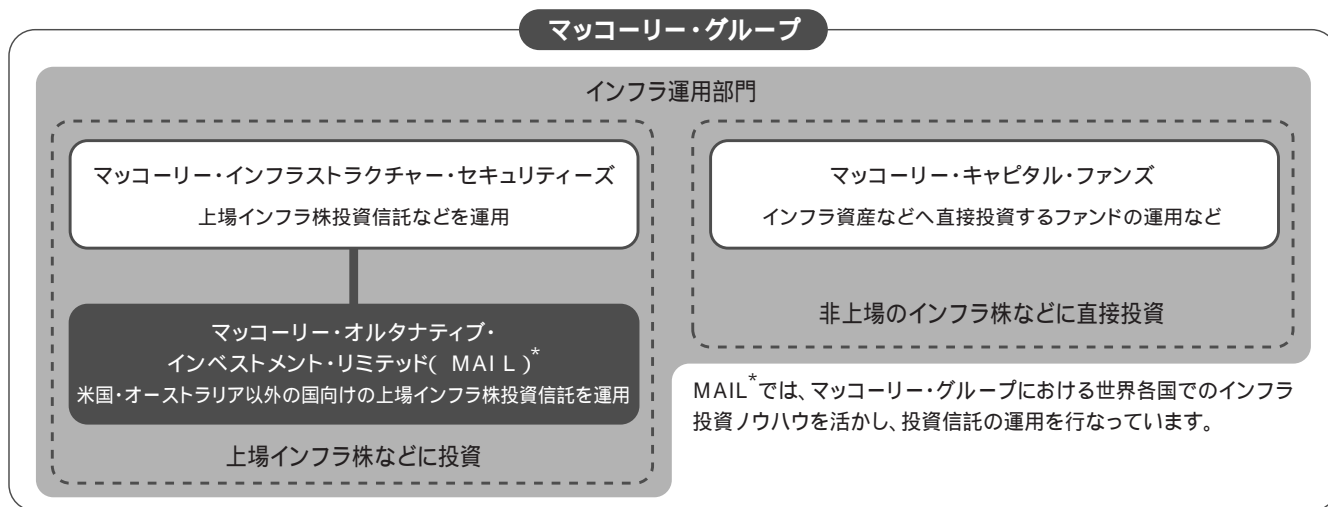 マッコーリー・グループ
インフラ運用部門
マッコーリー・インフラストラクチャー・セキュリティーズ
上場インフラ株投資信託などを運用
マッコーリー・オルタナティブ・
インベストメント・リミテッド(MAIL)*
米国・オーストラリア以外の国向けの上場インフラ株投資信託を運用
上場インフラ株などに投資
マッコーリー・キャピタル・ファンズ
インフラ資産などへ直接投資するファンドの運用など
非上場のインフラ株などに直接投資
MAIL*では、マッコーリー・グループにおける世界各国でのインフラ
投資ノウハウを活かし、投資信託の運用を行なっています。